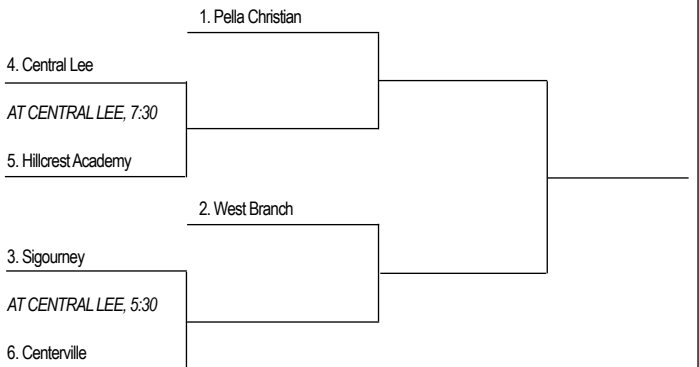 1. Pella Christian
4. Central Lee
AT CENTRAL LEE, 7:30
5. Hillcrest Academy
2. West Branch
3. Sigourney
AT CENTRAL LEE, 5:30
6. Centerville